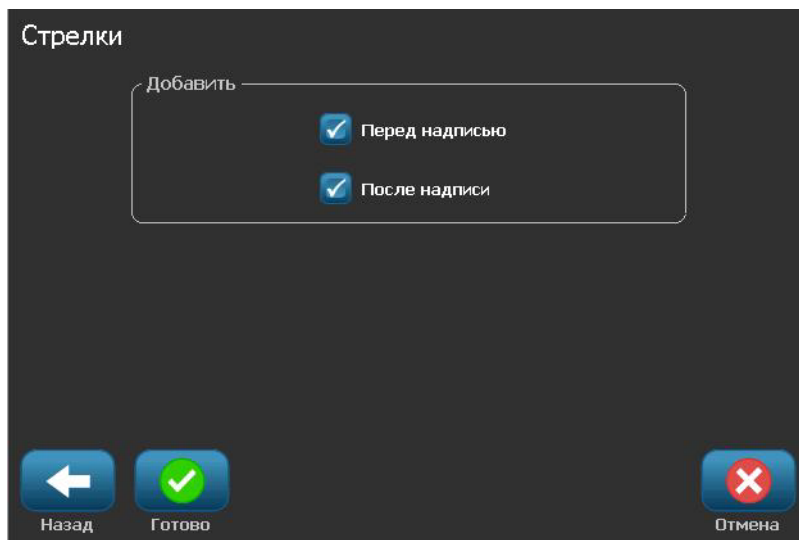 Стрелки
Добавить
Перед надписью
После надписи
Назад Готово Отмена